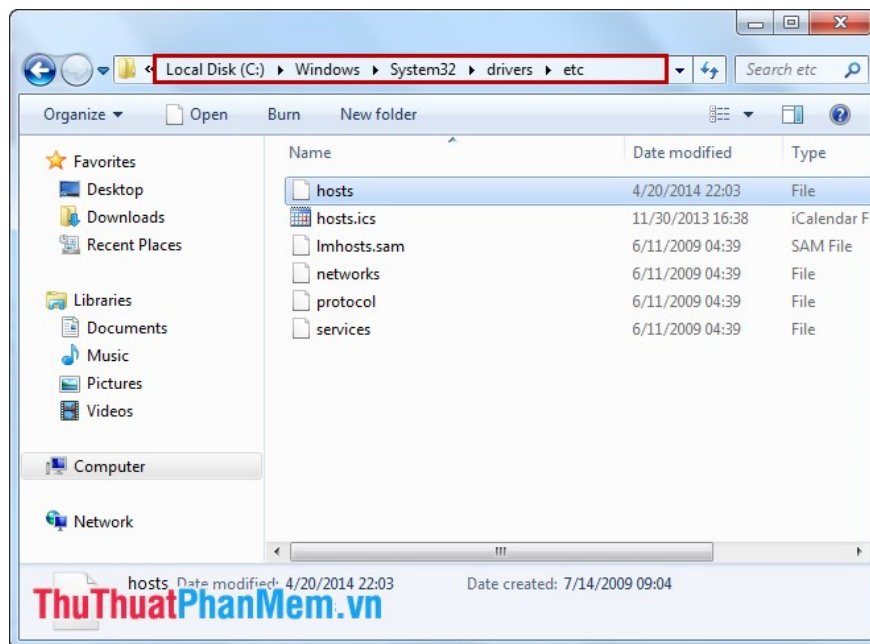 « Local Disk (C:) ▸ Windows ▸ System32 ▸ drivers ▸ etc
Search etc
Organize Open Burn New folder
Name Date modified Type
Favorites
Desktop
Downloads
Recent Places
Libraries
Documents
Music
Pictures
Videos
Computer
Network
hosts 4/20/2014 22:03 File
hosts.ics 11/30/2013 16:38 iCalendar F
lmhosts.sam 6/11/2009 04:39 SAM File
networks 6/11/2009 04:39 File
protocol 6/11/2009 04:39 File
services 6/11/2009 04:39 File
hosts Date modified: 4/20/2014 22:03 Date created: 7/14/2009 09:04
ThuThuatPhanMem.vn